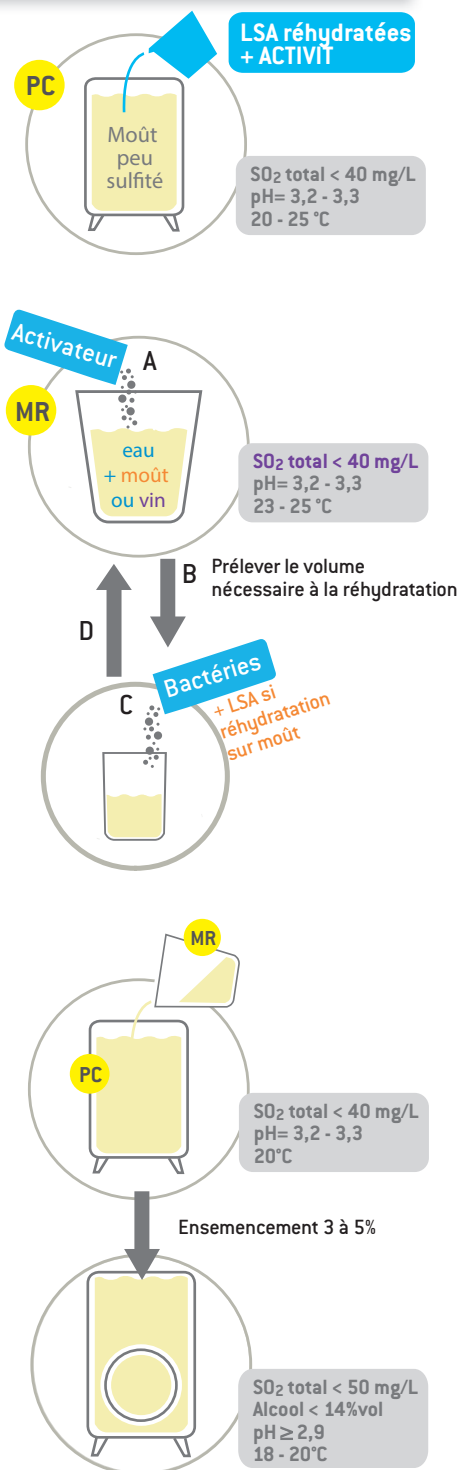 LSA réhydratées
+ ACTIVIT
PC
Moût
peu
sulfité
SO2 total < 40 mg/L
pH= 3,2 - 3,3
20 - 25 °C
Activateur
A
MR
eau
+ moût
ou vin
SO2 total < 40 mg/L
pH= 3,2 - 3,3
23 - 25 °C
B
Prélever le volume
nécessaire à la réhydratation
D
Bactéries
C
+ LSA si
réhydratation
sur moût
MR
PC
SO2 total < 40 mg/L
pH= 3,2 - 3,3
20°C
Ensemencement 3 à 5%
SO2 total < 50 mg/L
Alcool < 14%vol
pH ≥ 2,9
18 - 20°C